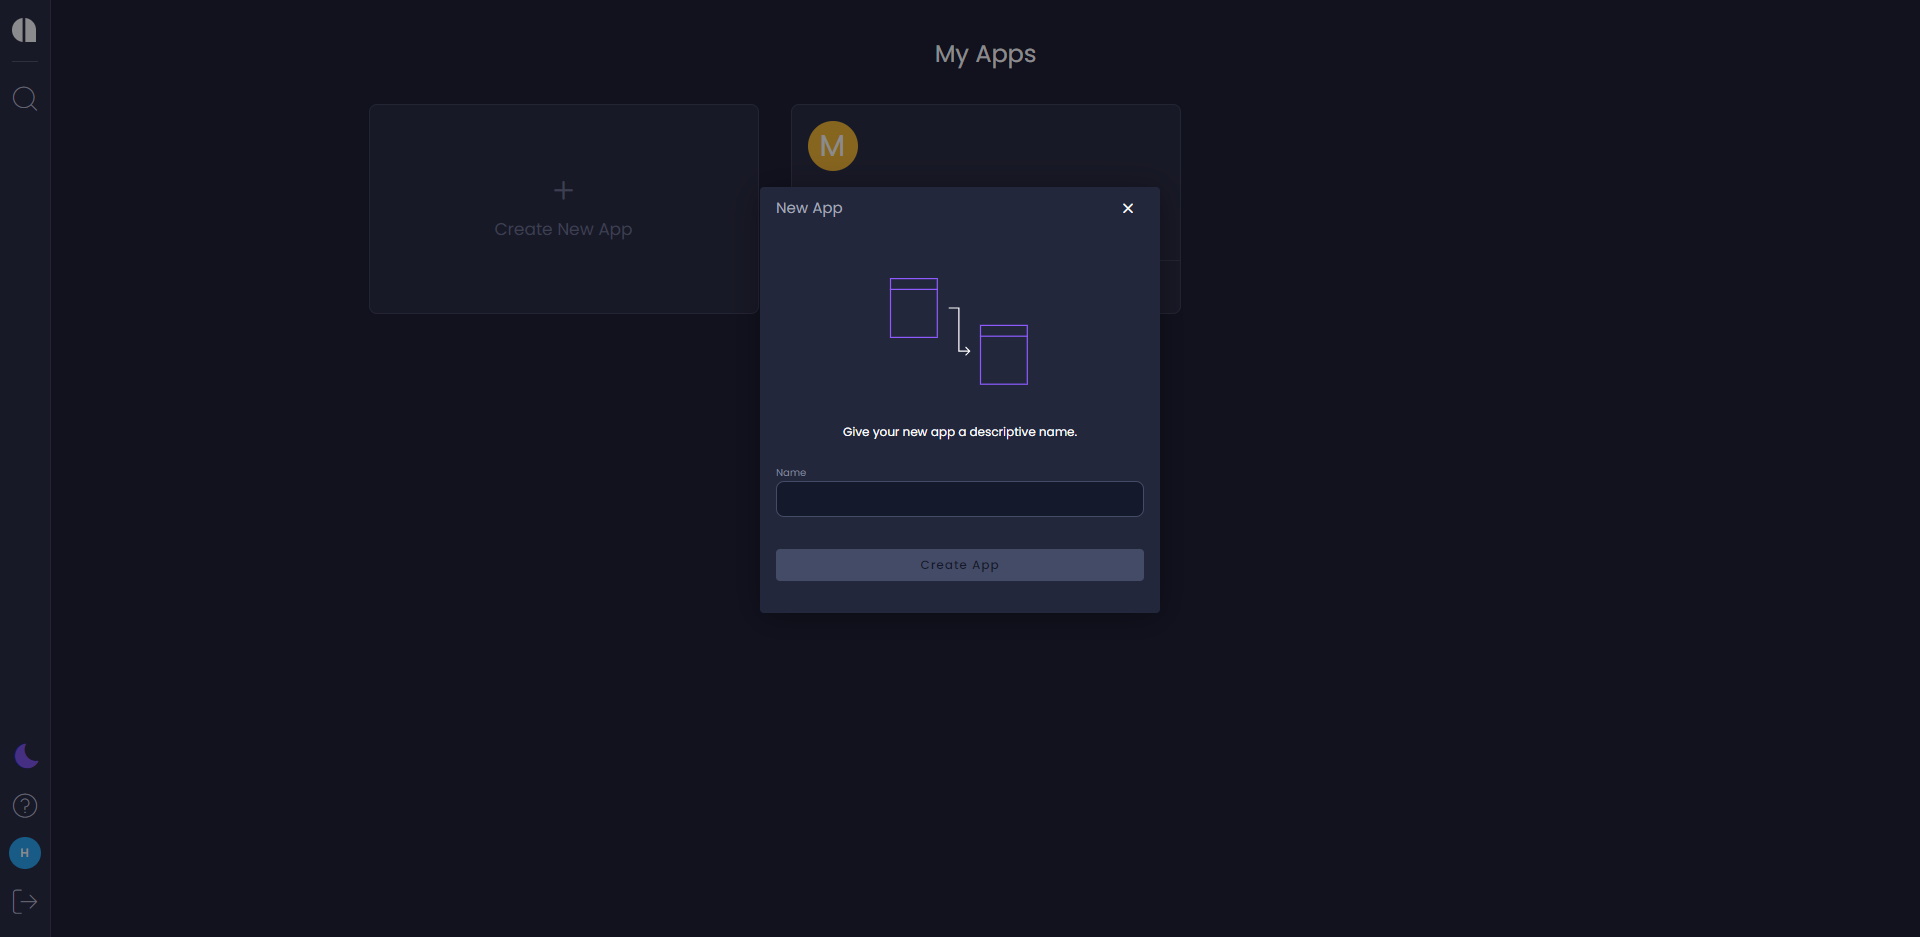 My Apps
Create New App
M
New App
Give your new app a descriptive name.
Name
Create App
?
H